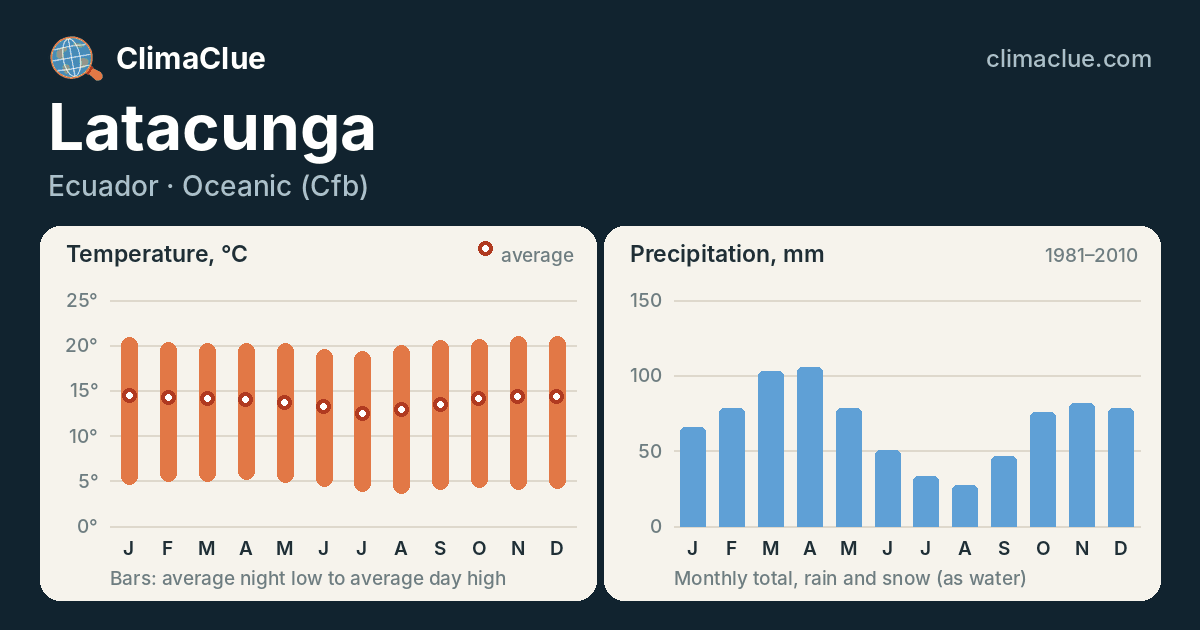 ClimaClue
climaclue.com
Latacunga
Ecuador · Oceanic (Cfb)
Temperature, °C
average
25°
20°
15°
10°
5°
0°
J F M A M J J A S O N D
Bars: average night low to average day high
Precipitation, mm
1981–2010
150
100
50
0
J F M A M J J A S O N D
Monthly total, rain and snow (as water)